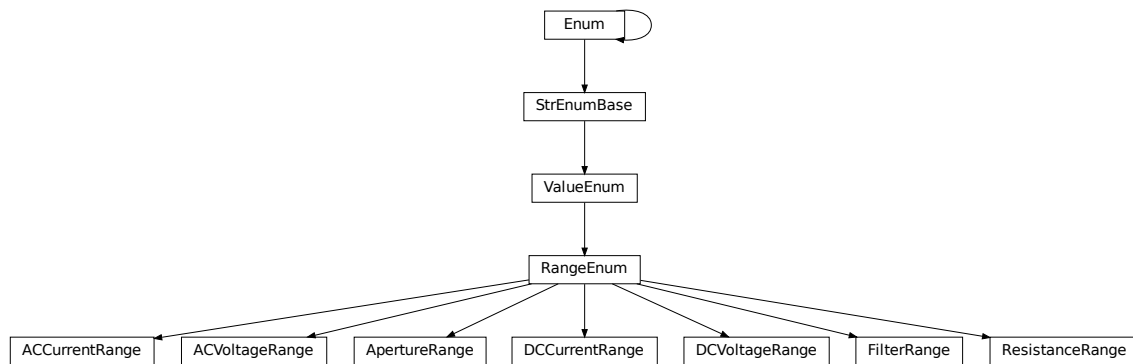 Enum
StrEnumBase
ValueEnum
RangeEnum
ACCurrentRange
ACVoltageRange
ApertureRange
DCCurrentRange
DCVoltageRange
FilterRange
ResistanceRange